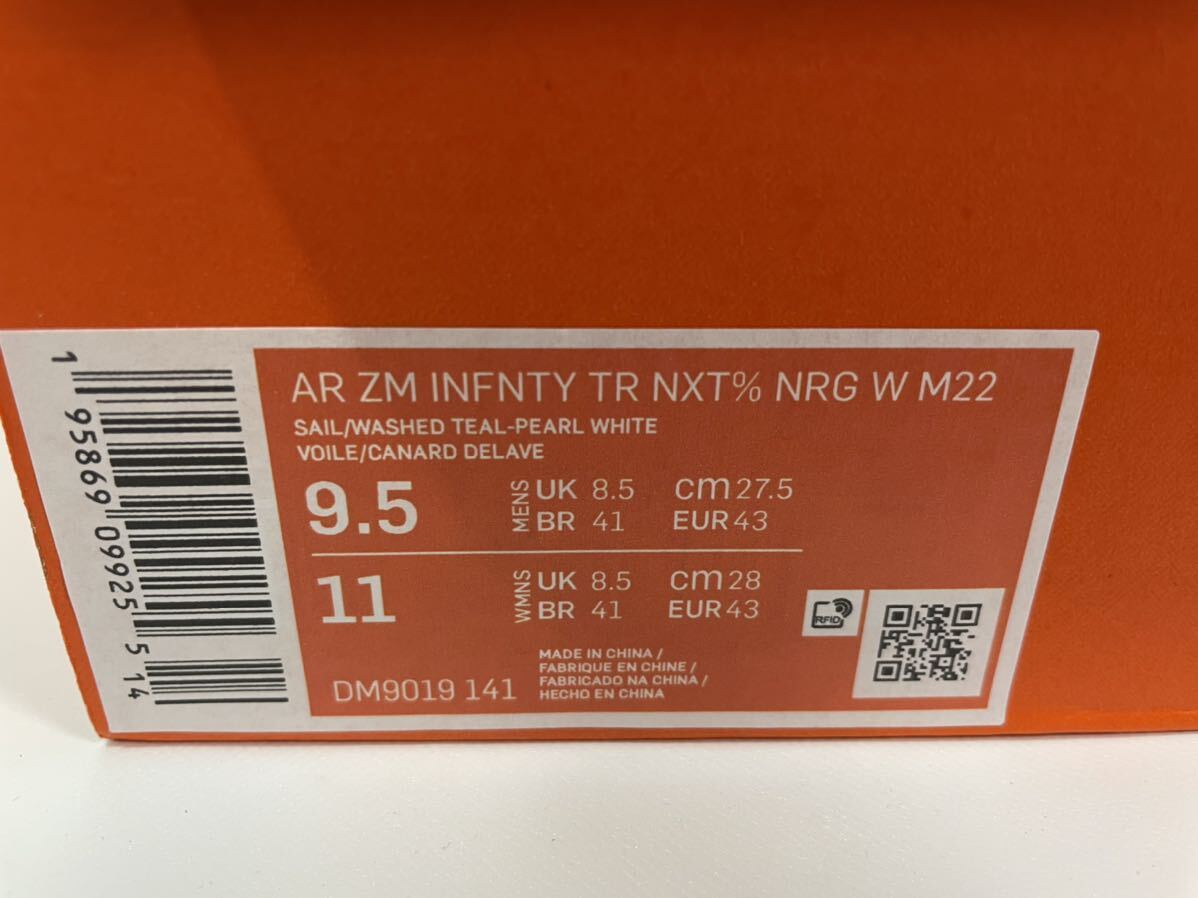 AR ZM INFNTY TR NXT% NRG W M22
SAIL/WASHED TEAL-PEARL WHITE
VOILE/CANARD DELAVE
9.5 MENS UK 8.5 cm 27.5
BR 41 EUR 43
11 WMNS UK 8.5 cm 28
BR 41 EUR 43
RFID
DM9019 141
MADE IN CHINA /
FABRIQUE EN CHINE /
FABRICADO NA CHINA /
HECHO EN CHINA
1 95869 09925 5 14